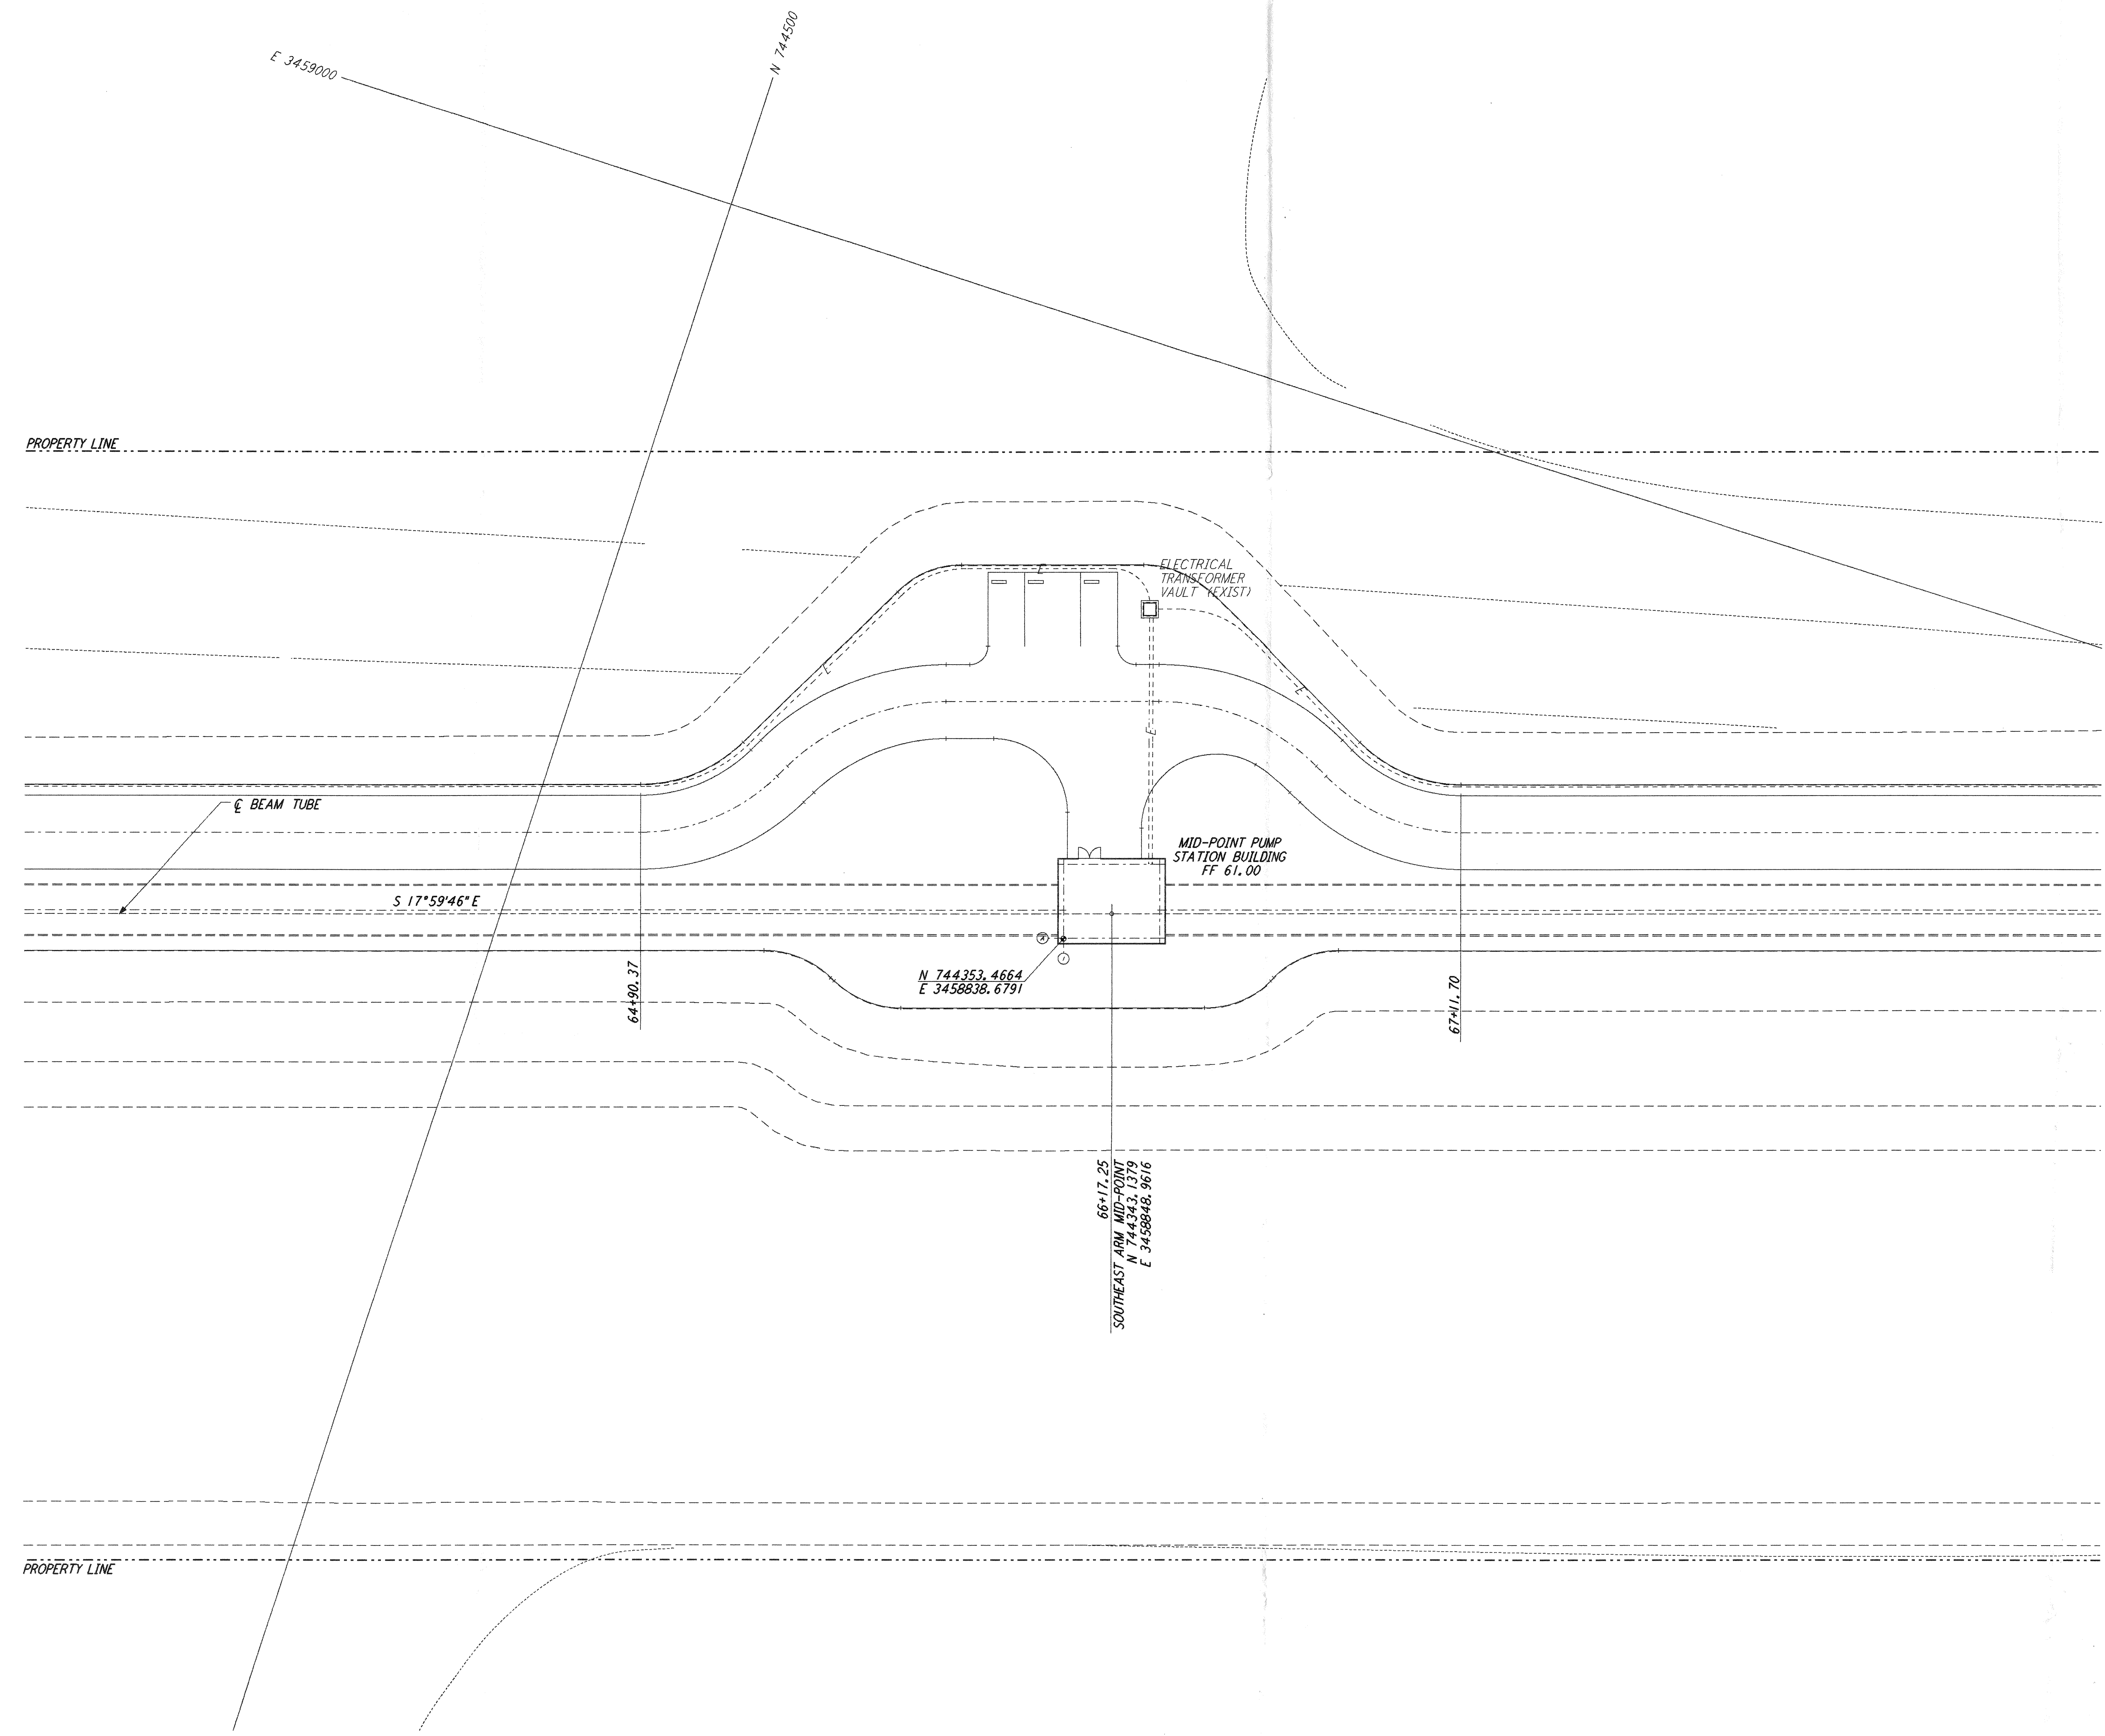 E 3459000
N 744500
PROPERTY LINE
E
ELECTRICAL
TRANSFORMER
VAULT (EXIST)
E
E
E
℄ BEAM TUBE
MID-POINT PUMP
STATION BUILDING
FF 61.00
S 17°59'46" E
A
1
N 744353.4664
E 3458838.6791
64+90.37
67+11.70
66+17.25
SOUTHEAST ARM MID-POINT
N 744343.1379
E 3458848.9616
PROPERTY LINE